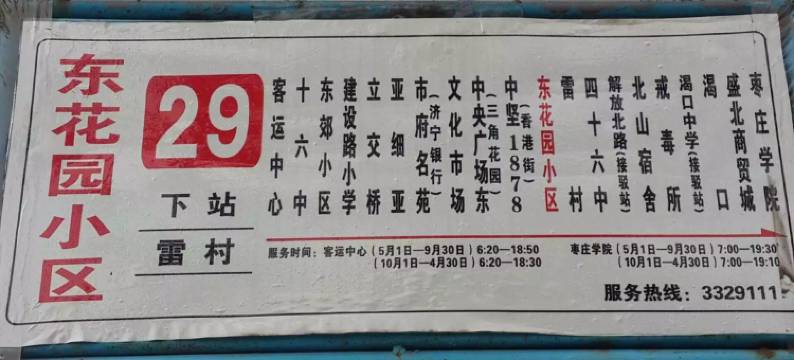 东花园小区
29
下站
雷村
客运中心
十六中
东郊小区
建设路小学
立交桥
亚细亚
市府名苑(济宁银行)
文化市场
中央广场东(三角花园)
中坚1878(香港街)
东花园小区
雷村
四十六中
解放北路(接驳站)
北山宿舍
戒毒所
渴口中学(接驳站)
渴口
盛北商贸城
枣庄学院
服务时间：客运中心(5月1日—9月30日)6:20—18:50
(10月1日—4月30日)6:20—18:30
枣庄学院(5月1日—9月30日)7:00—19:30
(10月1日—4月30日)7:00—19:10
服务热线：3329111